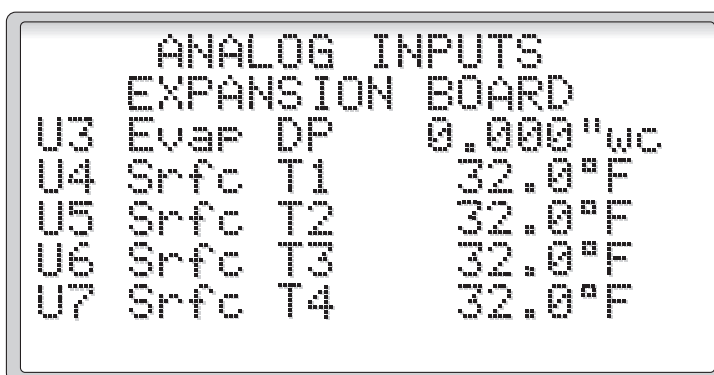 ANALOG INPUTS
EXPANSION BOARD
U3 Evap DP 0.000"wc
U4 Srfc T1 32.0°F
U5 Srfc T2 32.0°F
U6 Srfc T3 32.0°F
U7 Srfc T4 32.0°F